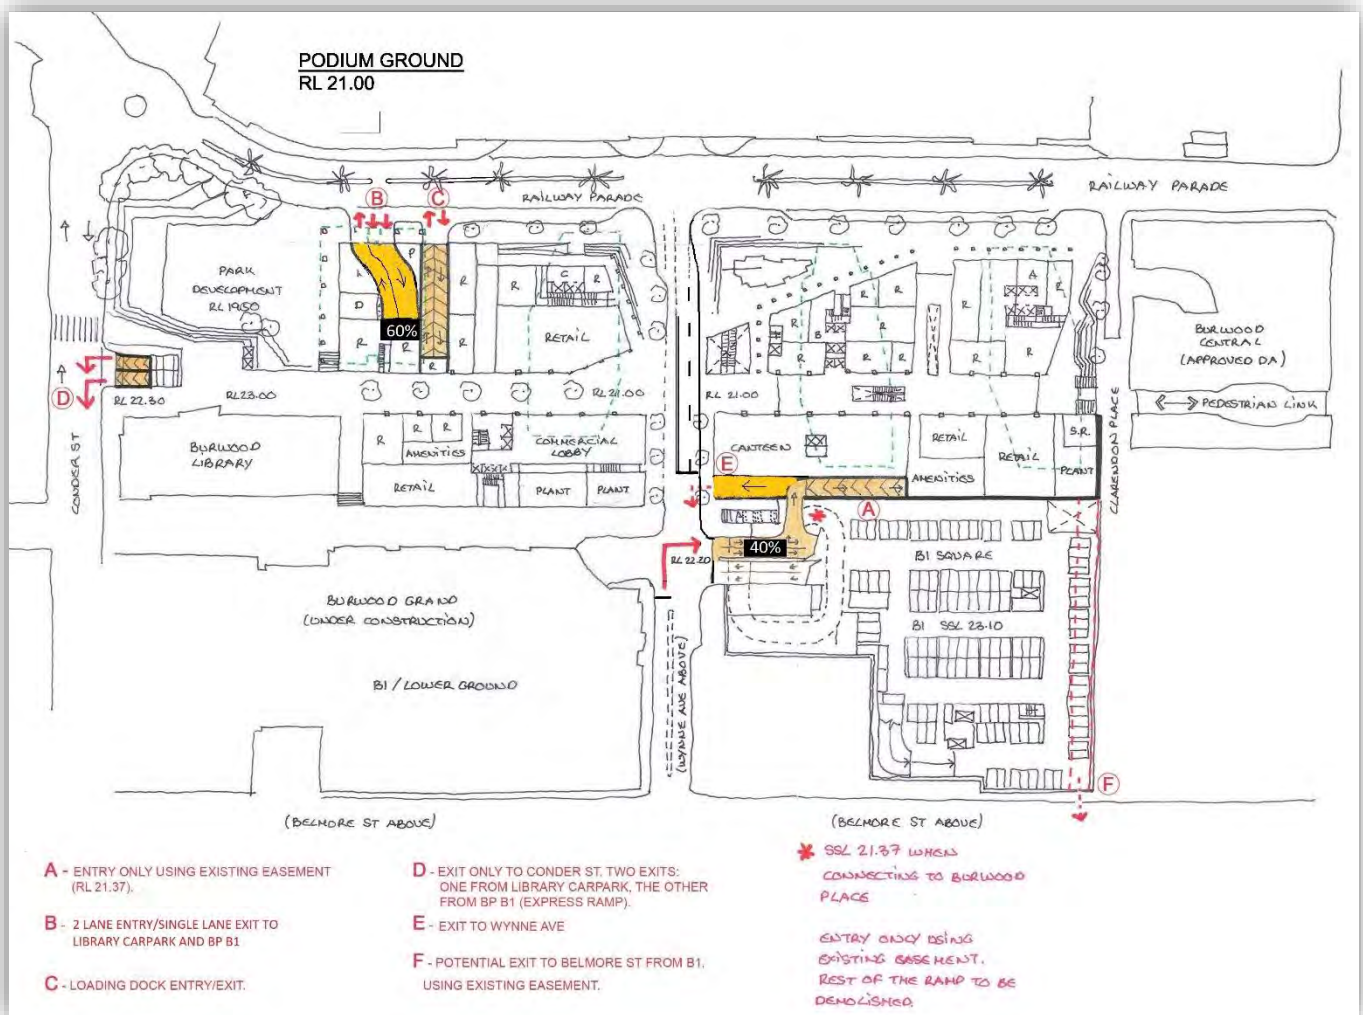 PODIUM GROUND
RL 21.00
RAILWAY PARADE
RAILWAY PARADE
B
C
PARK
DEVELOPMENT
RL 19.50
P
L
D
R
R
60%
R
R
R
R
R
C
R
RETAIL
R
R
B
R
R
R
R
A
R
R
R
BURWOOD
CENTRAL
(APPROVED DA)
PEDESTRIAN LINK
CLARENDON PLACE
D
RL 22.30
RL 23.00
RL 21.00
RL 21.00
CONDER ST
BURWOOD
LIBRARY
R
R
R
AMENITIES
COMMERCIAL
LOBBY
RETAIL
PLANT
PLANT
CANTEEN
RETAIL
RETAIL
S.R.
PLANT
AMENITIES
E
A
40%
RL 22.20
B1 SQUARE
B1 SSL 23.10
BURWOOD GRAND
(UNDER CONSTRUCTION)
B1 / LOWER GROUND
(WYNNE AVE ABOVE)
F
(BELMORE ST ABOVE)
(BELMORE ST ABOVE)
A - ENTRY ONLY USING EXISTING EASEMENT
(RL 21.37).
B - 2 LANE ENTRY/SINGLE LANE EXIT TO
LIBRARY CARPARK AND BP B1
C - LOADING DOCK ENTRY/EXIT.
D - EXIT ONLY TO CONDER ST. TWO EXITS:
ONE FROM LIBRARY CARPARK, THE OTHER
FROM BP B1 (EXPRESS RAMP).
E - EXIT TO WYNNE AVE
F - POTENTIAL EXIT TO BELMORE ST FROM B1,
USING EXISTING EASEMENT.
* SSL 21.37 WHEN
CONNECTING TO BURWOOD
PLACE
ENTRY ONLY USING
EXISTING EASEMENT.
REST OF THE RAMP TO BE
DEMOLISHED.